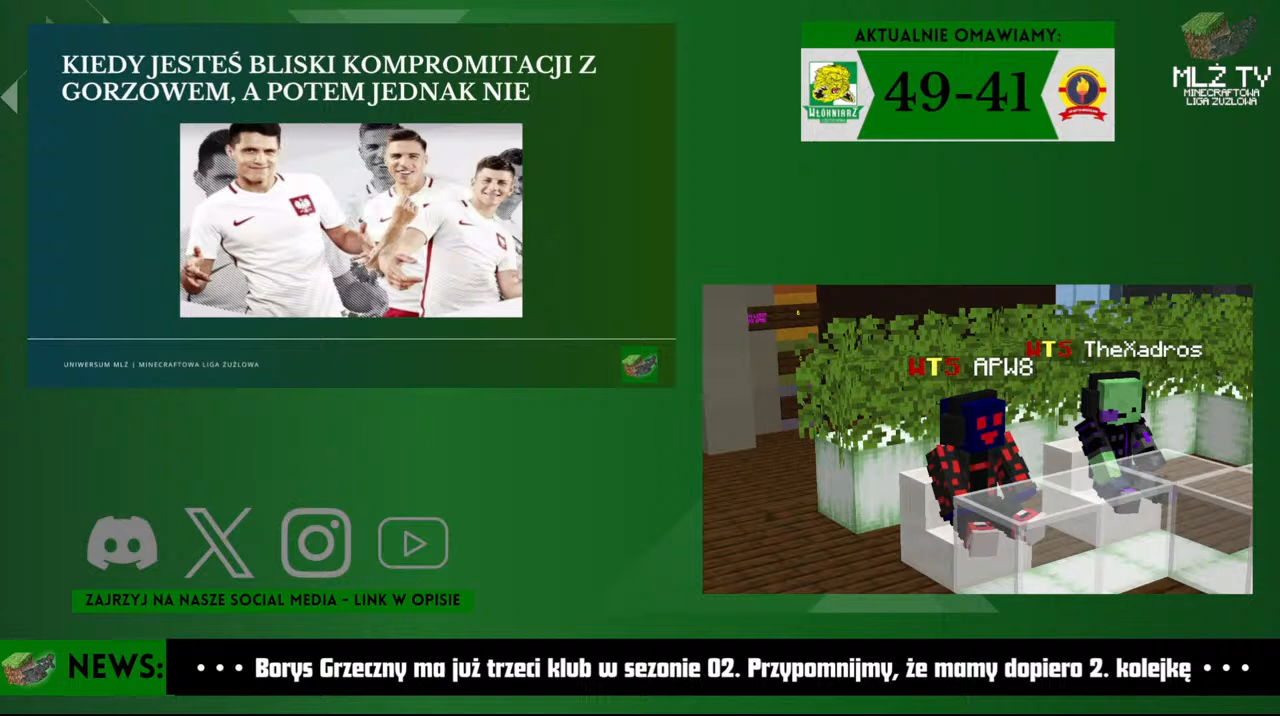 KIEDY JESTEŚ BLISKI KOMPROMITACJI Z
GORZOWEM, A POTEM JEDNAK NIE
UNIWERSUM MLŻ | MINECRAFTOWA LIGA ŻUŻLOWA
AKTUALNIE OMAWIAMY:
WŁÓKNIARZ
49-41
MLŻ TV
MINECRAFTOWA
LIGA ŻUŻLOWA
WTS TheXadros
WTS APW8
ZAJRZYJ NA NASZE SOCIAL MEDIA - LINK W OPISIE
NEWS:
• • • Borys Grzeczny ma już trzeci klub w sezonie 02. Przypomnijmy, że mamy dopiero 2. kolejkę • • •